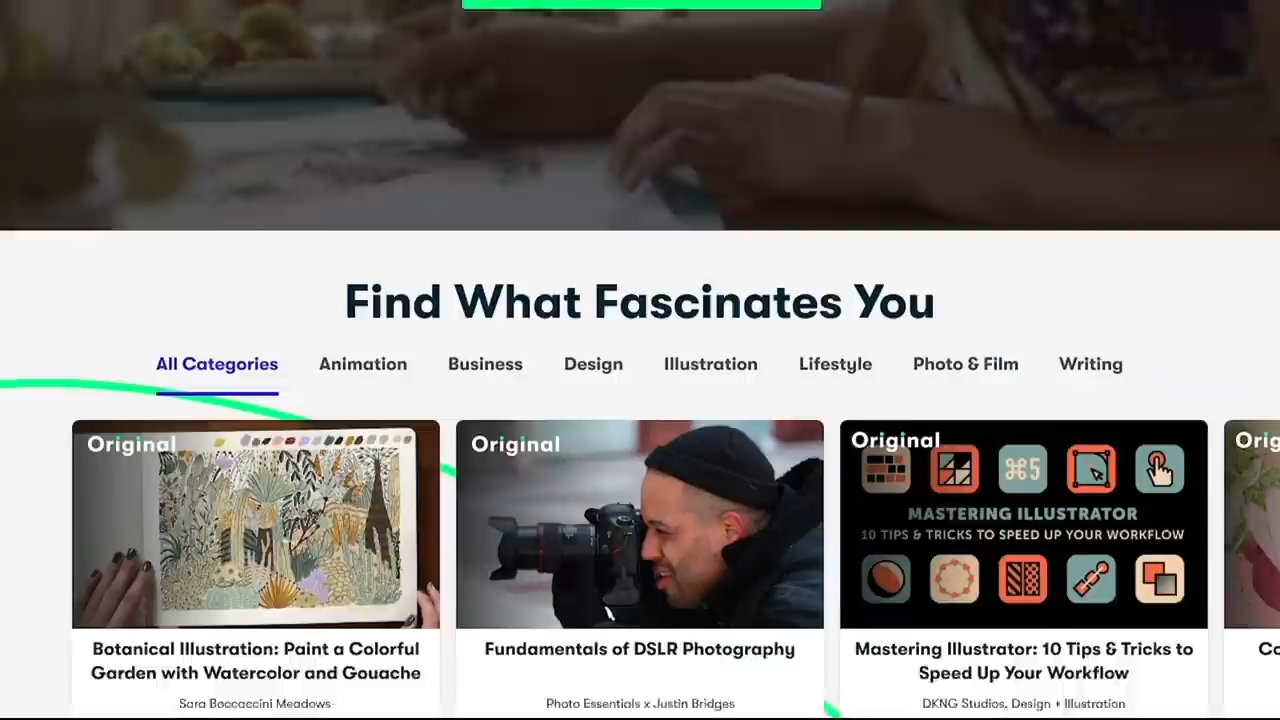 Find What Fascinates You
All Categories Animation Business Design Illustration Lifestyle Photo & Film Writing
Original
Botanical Illustration: Paint a Colorful
Garden with Watercolor and Gouache
Sara Boccaccini Meadows
Original
Fundamentals of DSLR Photography
Photo Essentials x Justin Bridges
Original
⌘5
MASTERING ILLUSTRATOR
10 TIPS & TRICKS TO SPEED UP YOUR WORKFLOW
Mastering Illustrator: 10 Tips & Tricks to
Speed Up Your Workflow
DKNG Studios, Design + Illustration
Orig
Co